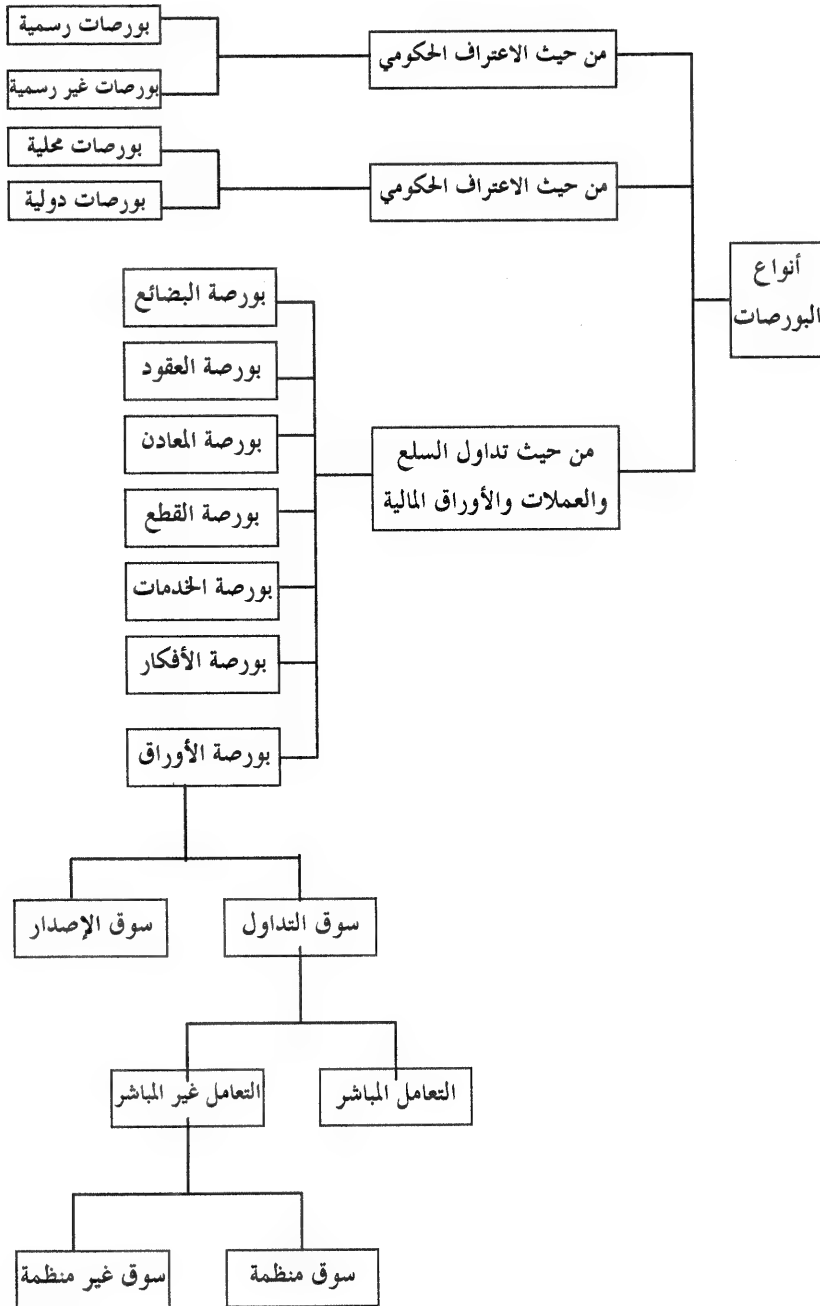 بورصات رسمية
من حيث الاعتراف الحكومي
بورصات غير رسمية
بورصات محلية
من حيث الاعتراف الحكومي
بورصات دولية
أنواع
البورصات
بورصة البضائع
بورصة العقود
بورصة المعادن
من حيث تداول السلع
والعملات والأوراق المالية
بورصة القطع
بورصة الخدمات
بورصة الأفكار
بورصة الأوراق
سوق التداول
سوق الإصدار
التعامل المباشر
التعامل غير المباشر
سوق منظمة
سوق غير منظمة